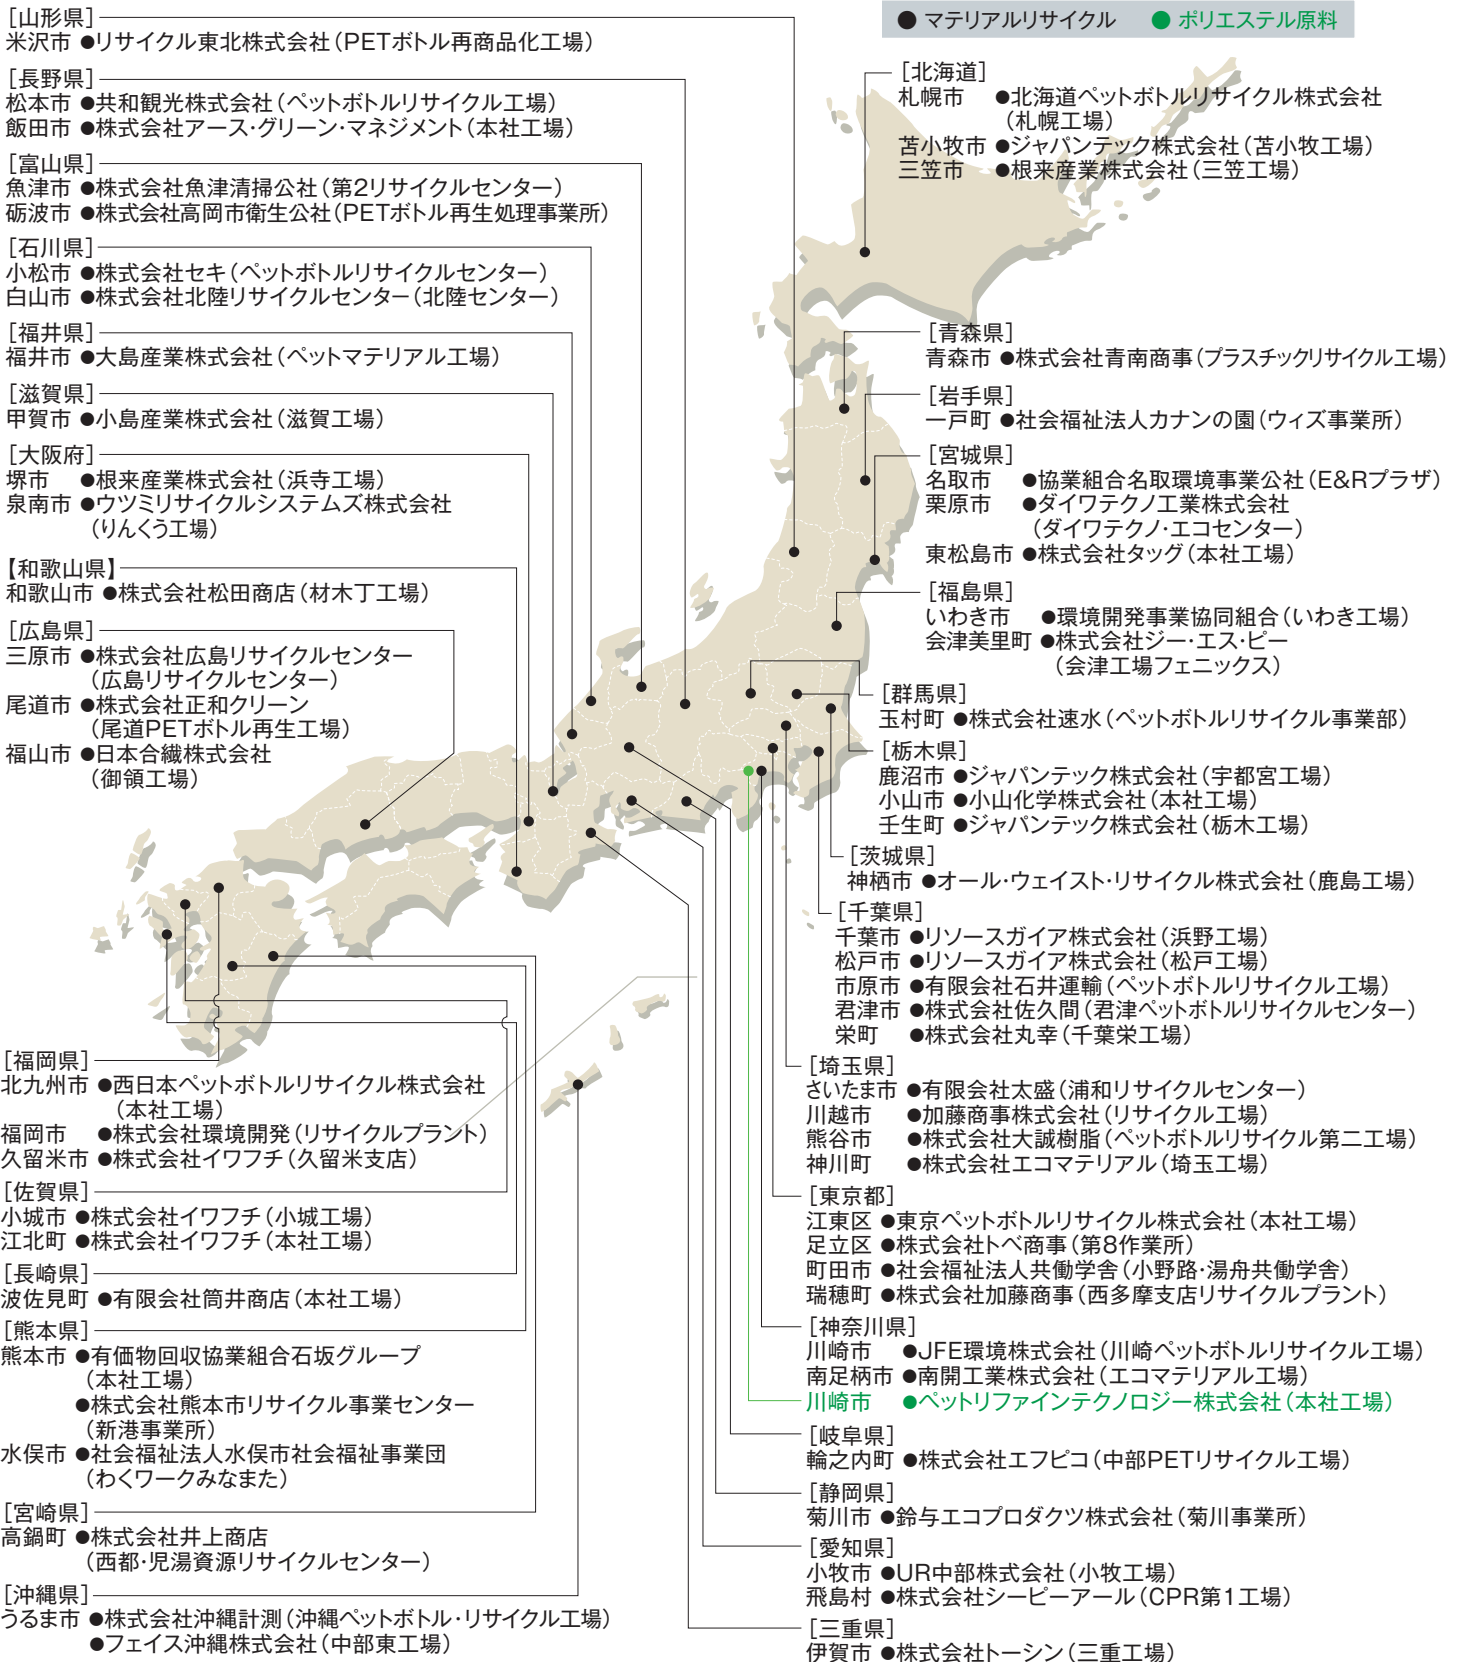 ● マテリアルリサイクル ● ポリエステル原料
[山形県]
米沢市 ●リサイクル東北株式会社(PETボトル再商品化工場)
[長野県]
松本市 ●共和観光株式会社(ペットボトルリサイクル工場)
飯田市 ●株式会社アース・グリーン・マネジメント(本社工場)
[富山県]
魚津市 ●株式会社魚津清掃公社(第2リサイクルセンター)
砺波市 ●株式会社高岡市衛生公社(PETボトル再生処理事業所)
[石川県]
小松市 ●株式会社セキ(ペットボトルリサイクルセンター)
白山市 ●株式会社北陸リサイクルセンター(北陸センター)
[福井県]
福井市 ●大島産業株式会社(ペットマテリアル工場)
[滋賀県]
甲賀市 ●小島産業株式会社(滋賀工場)
[大阪府]
堺市 ●根来産業株式会社(浜寺工場)
泉南市 ●ウツミリサイクルシステムズ株式会社
(りんくう工場)
【和歌山県】
和歌山市 ●株式会社松田商店(材木丁工場)
[広島県]
三原市 ●株式会社広島リサイクルセンター
(広島リサイクルセンター)
尾道市 ●株式会社正和クリーン
(尾道PETボトル再生工場)
福山市 ●日本合繊株式会社
(御領工場)
[福岡県]
北九州市 ●西日本ペットボトルリサイクル株式会社
(本社工場)
福岡市 ●株式会社環境開発(リサイクルプラント)
久留米市 ●株式会社イワフチ(久留米支店)
[佐賀県]
小城市 ●株式会社イワフチ(小城工場)
江北町 ●株式会社イワフチ(本社工場)
[長崎県]
波佐見町 ●有限会社筒井商店(本社工場)
[熊本県]
熊本市 ●有価物回収協業組合石坂グループ
(本社工場)
●株式会社熊本市リサイクル事業センター
(新港事業所)
水俣市 ●社会福祉法人水俣市社会福祉事業団
(わくワークみなまた)
[宮崎県]
高鍋町 ●株式会社井上商店
(西都・児湯資源リサイクルセンター)
[沖縄県]
うるま市 ●株式会社沖縄計測(沖縄ペットボトル・リサイクル工場)
●フェイス沖縄株式会社(中部東工場)
[北海道]
札幌市 ●北海道ペットボトルリサイクル株式会社
(札幌工場)
苫小牧市 ●ジャパンテック株式会社(苫小牧工場)
三笠市 ●根来産業株式会社(三笠工場)
[青森県]
青森市 ●株式会社青南商事(プラスチックリサイクル工場)
[岩手県]
一戸町 ●社会福祉法人カナンの園(ウィズ事業所)
[宮城県]
名取市 ●協業組合名取環境事業公社(E&Rプラザ)
栗原市 ●ダイワテクノ工業株式会社
(ダイワテクノ・エコセンター)
東松島市 ●株式会社タッグ(本社工場)
[福島県]
いわき市 ●環境開発事業協同組合(いわき工場)
会津美里町 ●株式会社ジー・エス・ピー
(会津工場フェニックス)
[群馬県]
玉村町 ●株式会社速水(ペットボトルリサイクル事業部)
[栃木県]
鹿沼市 ●ジャパンテック株式会社(宇都宮工場)
小山市 ●小山化学株式会社(本社工場)
壬生町 ●ジャパンテック株式会社(栃木工場)
[茨城県]
神栖市 ●オール・ウェイスト・リサイクル株式会社(鹿島工場)
[千葉県]
千葉市 ●リソースガイア株式会社(浜野工場)
松戸市 ●リソースガイア株式会社(松戸工場)
市原市 ●有限会社石井運輸(ペットボトルリサイクル工場)
君津市 ●株式会社佐久間(君津ペットボトルリサイクルセンター)
栄町 ●株式会社丸幸(千葉栄工場)
[埼玉県]
さいたま市 ●有限会社太盛(浦和リサイクルセンター)
川越市 ●加藤商事株式会社(リサイクル工場)
熊谷市 ●株式会社大誠樹脂(ペットボトルリサイクル第二工場)
神川町 ●株式会社エコマテリアル(埼玉工場)
[東京都]
江東区 ●東京ペットボトルリサイクル株式会社(本社工場)
足立区 ●株式会社トベ商事(第8作業所)
町田市 ●社会福祉法人共働学舎(小野路・湯舟共働学舎)
瑞穂町 ●株式会社加藤商事(西多摩支店リサイクルプラント)
[神奈川県]
川崎市 ●JFE環境株式会社(川崎ペットボトルリサイクル工場)
南足柄市 ●南開工業株式会社(エコマテリアル工場)
川崎市 ●ペットリファインテクノロジー株式会社(本社工場)
[岐阜県]
輪之内町 ●株式会社エフピコ(中部PETリサイクル工場)
[静岡県]
菊川市 ●鈴与エコプロダクツ株式会社(菊川事業所)
[愛知県]
小牧市 ●UR中部株式会社(小牧工場)
飛島村 ●株式会社シーピーアール(CPR第1工場)
[三重県]
伊賀市 ●株式会社トーシン(三重工場)